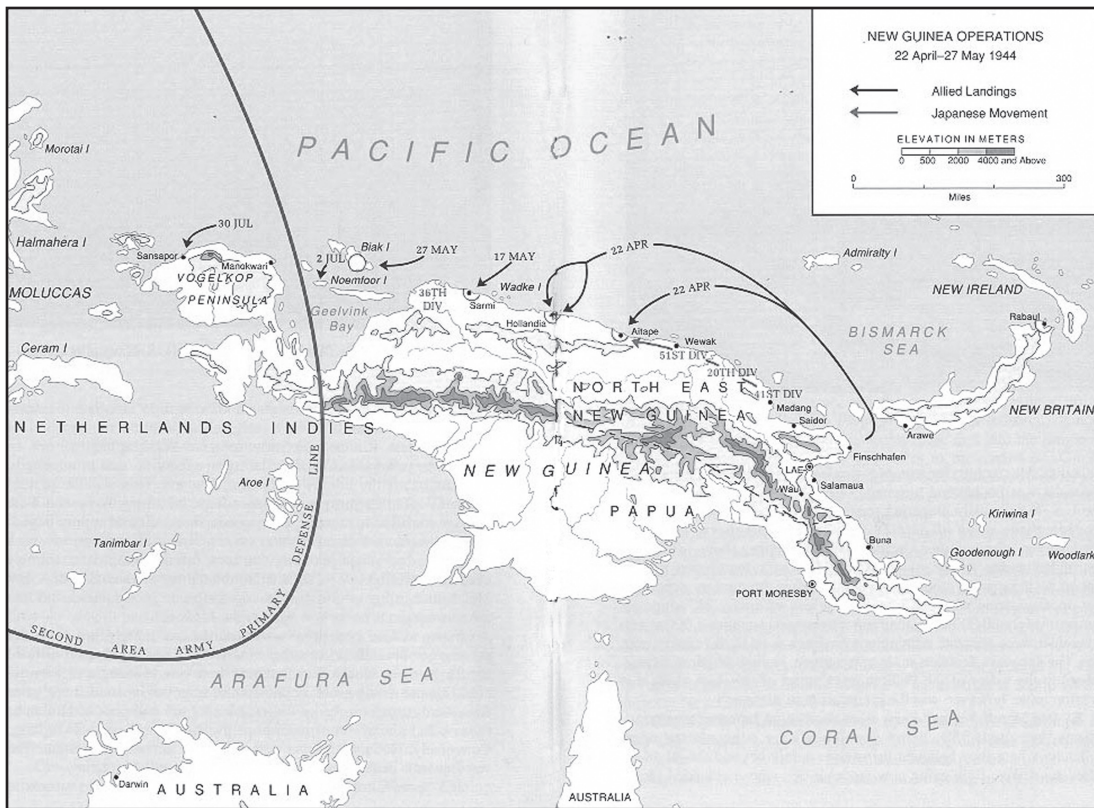 NEW GUINEA OPERATIONS
22 April–27 May 1944
Allied Landings
Japanese Movement
ELEVATION IN METERS
0 500 2000 4000 and Above
0 300
Miles
PACIFIC OCEAN
Morotai I
30 JUL
Halmahera I
Sansapor
Manokwari
VOGELKOP
PENINSULA
MOLUCCAS
2 JUL
Biak I
27 MAY
Noemfoor I
Geelvink
Bay
17 MAY
Wadke I
36TH
DIV
Sarmi
Hollandia
22 APR
22 APR
Aitape
Wewak
51ST DIV
20TH DIV
41ST DIV
Admiralty I
NEW IRELAND
Rabaul
BISMARCK
SEA
Ceram I
NORTH EAST
NEW GUINEA
Madang
Saidor
NEW BRITAIN
Arawe
Finschhafen
NETHERLANDS INDIES
NEW GUINEA
LAE
Salamaua
Wau
PAPUA
Aroe I
Kiriwina I
Tanimbar I
Buna
Goodenough I
Woodlark
PORT MORESBY
SECOND AREA ARMY PRIMARY DEFENSE LINE
ARAFURA SEA
CORAL SEA
Darwin
AUSTRALIA
AUSTRALIA